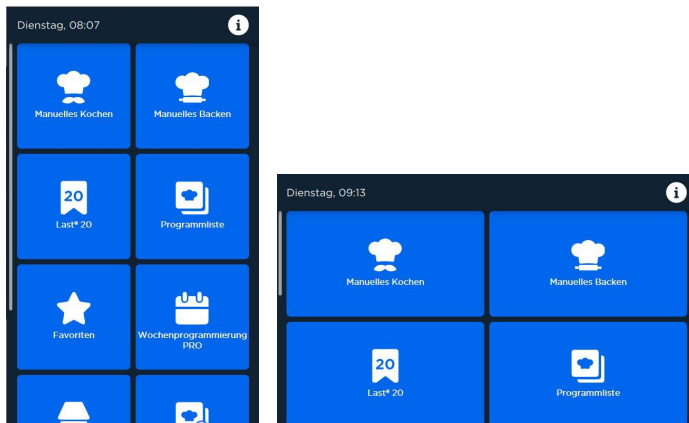 Dienstag, 08:07
Manuelles Kochen
Manuelles Backen
20
Last® 20
Programmliste
Favoriten
Wochenprogrammierung
PRO
Dienstag, 09:13
Manuelles Kochen
Manuelles Backen
20
Last® 20
Programmliste